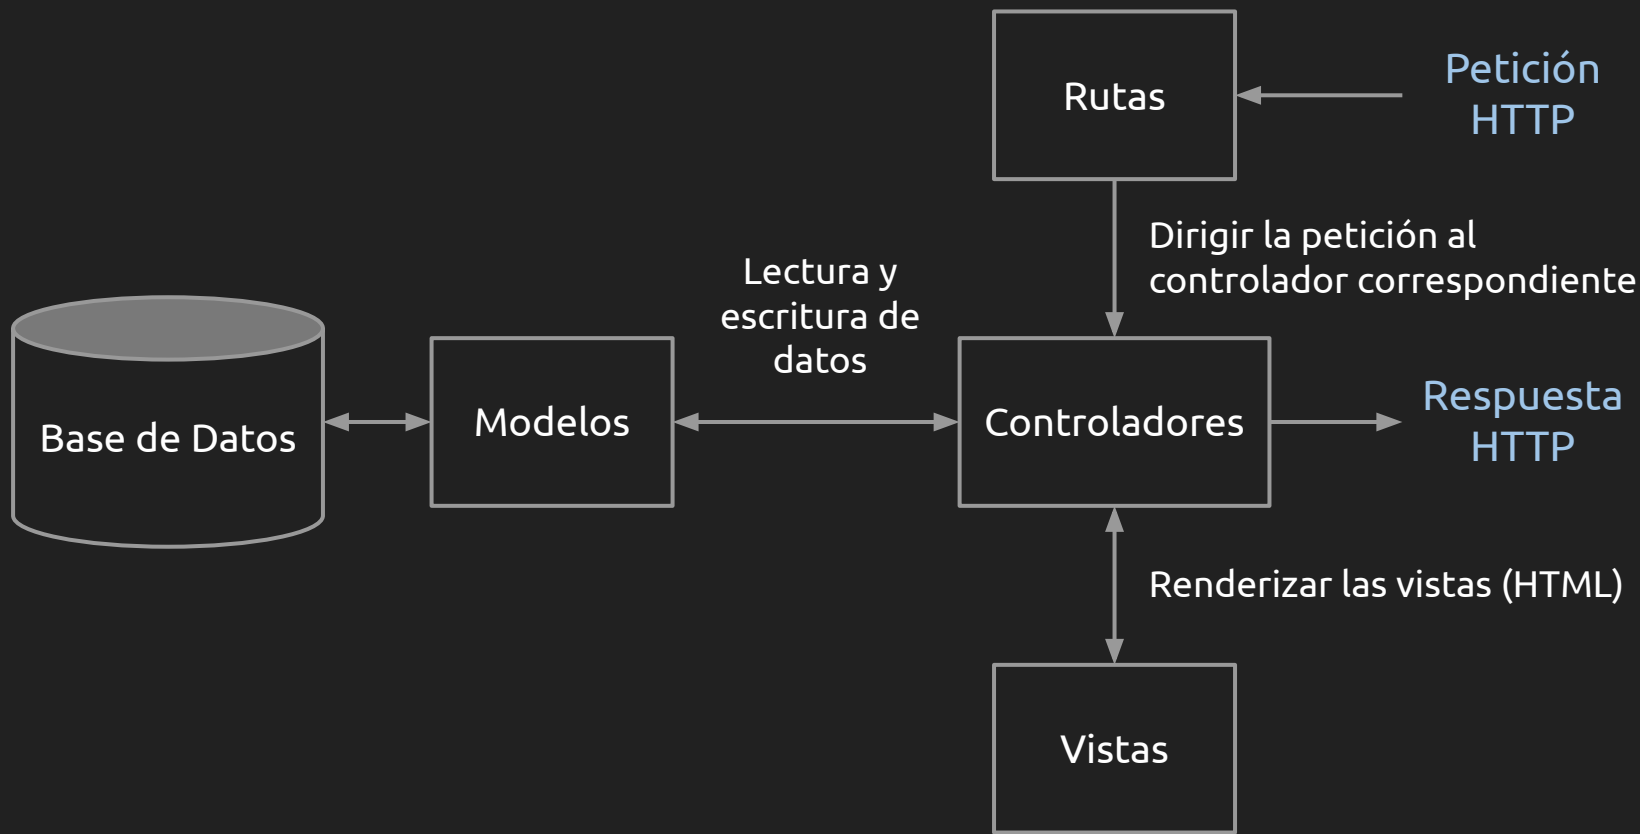 Rutas
Petición
HTTP
Dirigir la petición al
controlador correspondiente
Lectura y
escritura de
datos
Base de Datos
Modelos
Controladores
Respuesta
HTTP
Renderizar las vistas (HTML)
Vistas